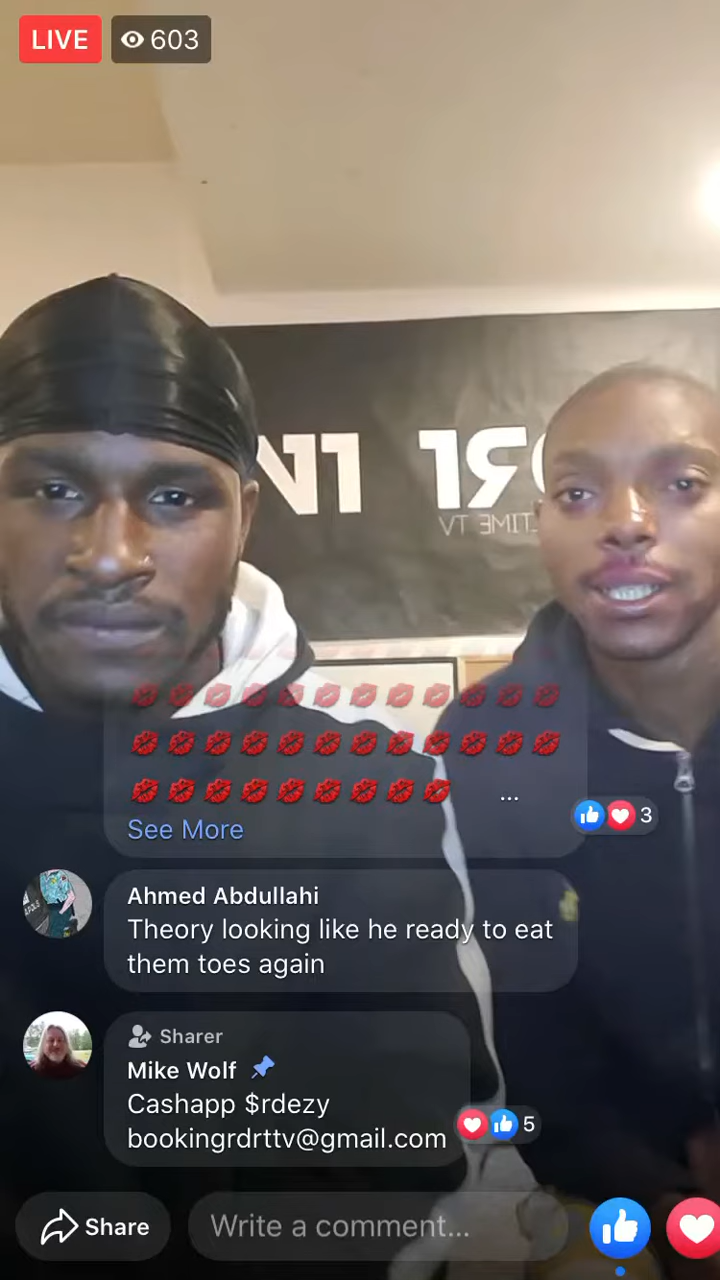 LIVE
603
See More
3
Ahmed Abdullahi
Theory looking like he ready to eat
them toes again
Sharer
Mike Wolf
Cashapp $rdezy
bookingrdrttv@gmail.com
5
Share
Write a comment...